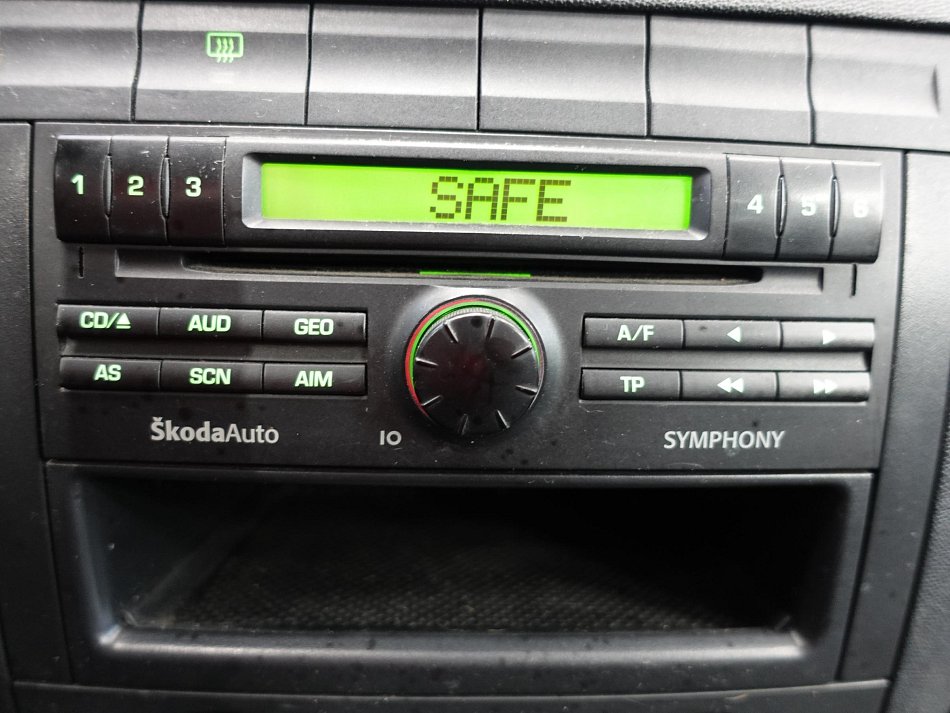 SAFE
1 2 3
4 5 6
CD/ AUD GEO
A/F
AS SCN AIM
TP
ŠkodaAuto
IO
SYMPHONY